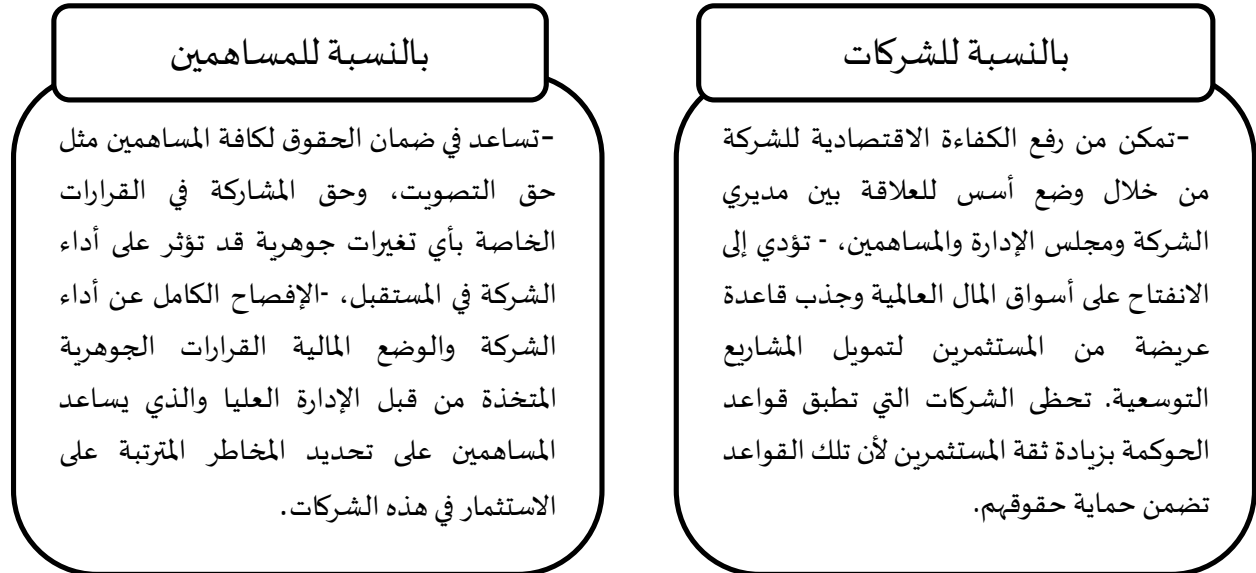 بالنسبة للشركات
-تمكن من رفع الكفاءة الاقتصادية للشركة
من خلال وضع أسس للعلاقة بين مديري
الشركة ومجلس الإدارة والمساهمين، - تؤدي إلى
الانفتاح على أسواق المال العالمية وجذب قاعدة
عريضة من المستثمرين لتمويل المشاريع
التوسعية. تحظى الشركات التي تطبق قواعد
الحوكمة بزيادة ثقة المستثمرين لأن تلك القواعد
تضمن حماية حقوقهم.
بالنسبة للمساهمين
-تساعد في ضمان الحقوق لكافة المساهمين مثل
حق التصويت، وحق المشاركة في القرارات
الخاصة بأي تغيرات جوهرية قد تؤثر على أداء
الشركة في المستقبل، -الإفصاح الكامل عن أداء
الشركة والوضع المالية القرارات الجوهرية
المتخذة من قبل الإدارة العليا والذي يساعد
المساهمين على تحديد المخاطر المترتبة على
الاستثمار في هذه الشركات.